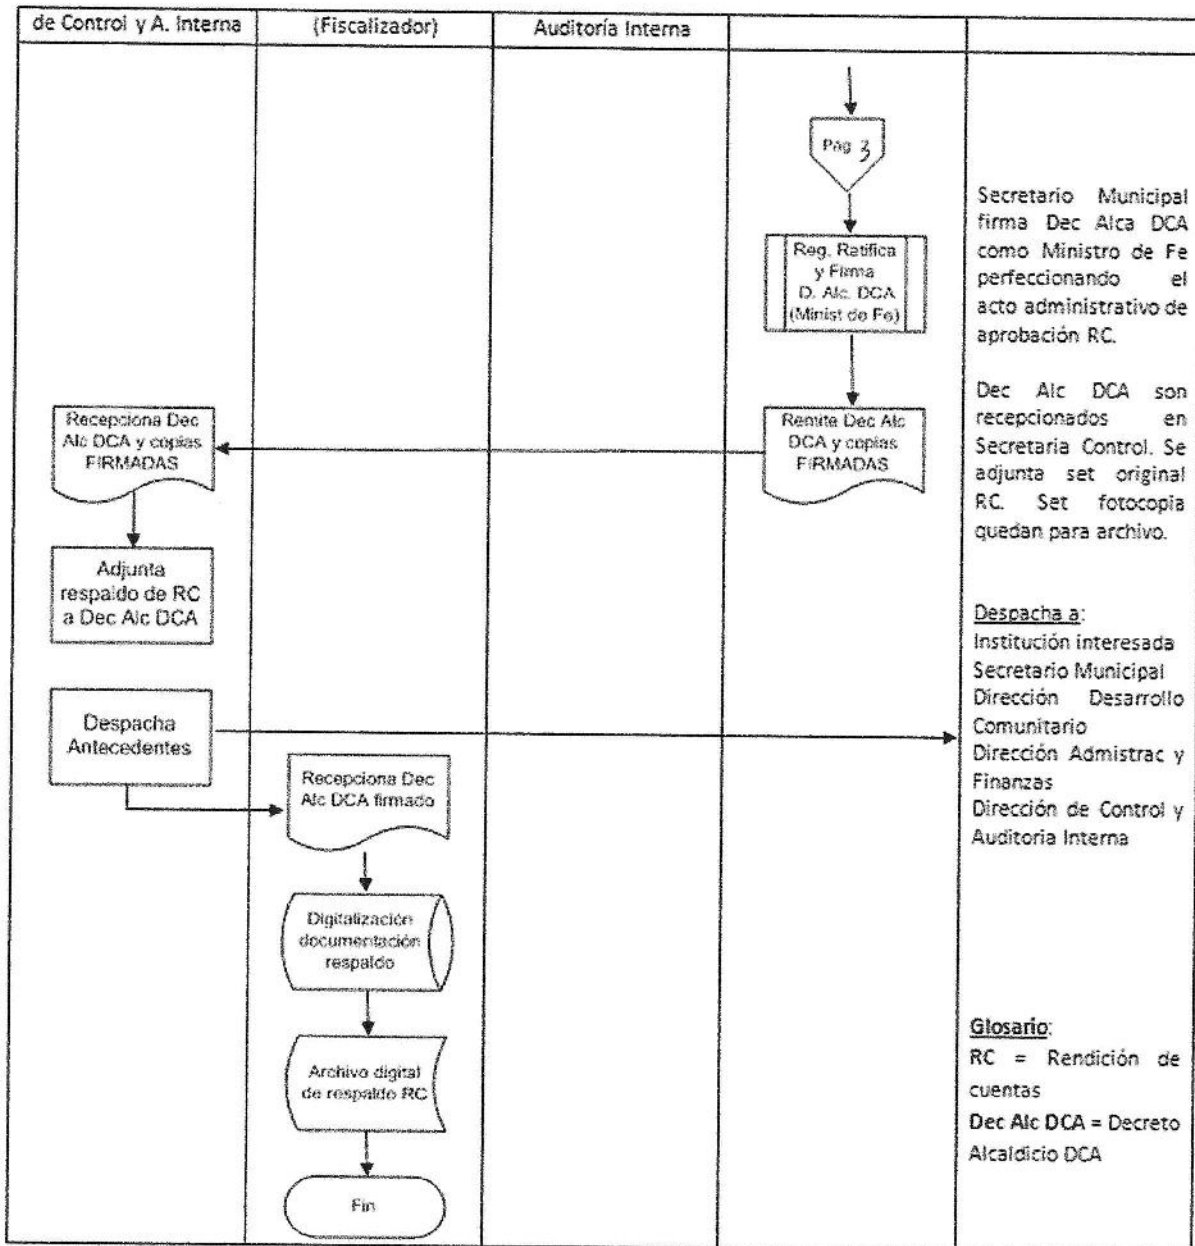 de Control y A. Interna
(Fiscalizador)
Auditoría Interna
Pág 3
Reg. Ratifica
y Firma
D. Alc. DCA
(Minist de Fe)
Remite Dec Alc
DCA y copias
FIRMADAS
Recepciona Dec
Alc DCA y copias
FIRMADAS
Adjunta
respaldo de RC
a Dec Alc DCA
Despacha
Antecedentes
Recepciona Dec
Alc DCA firmado
Digitalización
documentación
respaldo
Archivo digital
de respaldo RC
Fin
Secretario Municipal
firma Dec Alca DCA
como Ministro de Fe
perfeccionando el
acto administrativo de
aprobación RC.
Dec Alc DCA son
recepcionados en
Secretaria Control. Se
adjunta set original
RC. Set fotocopia
quedan para archivo.
Despacha a:
Institución interesada
Secretario Municipal
Dirección Desarrollo
Comunitario
Dirección Admistrac y
Finanzas
Dirección de Control y
Auditoria Interna
Glosario:
RC = Rendición de
cuentas
Dec Alc DCA = Decreto
Alcaldicio DCA